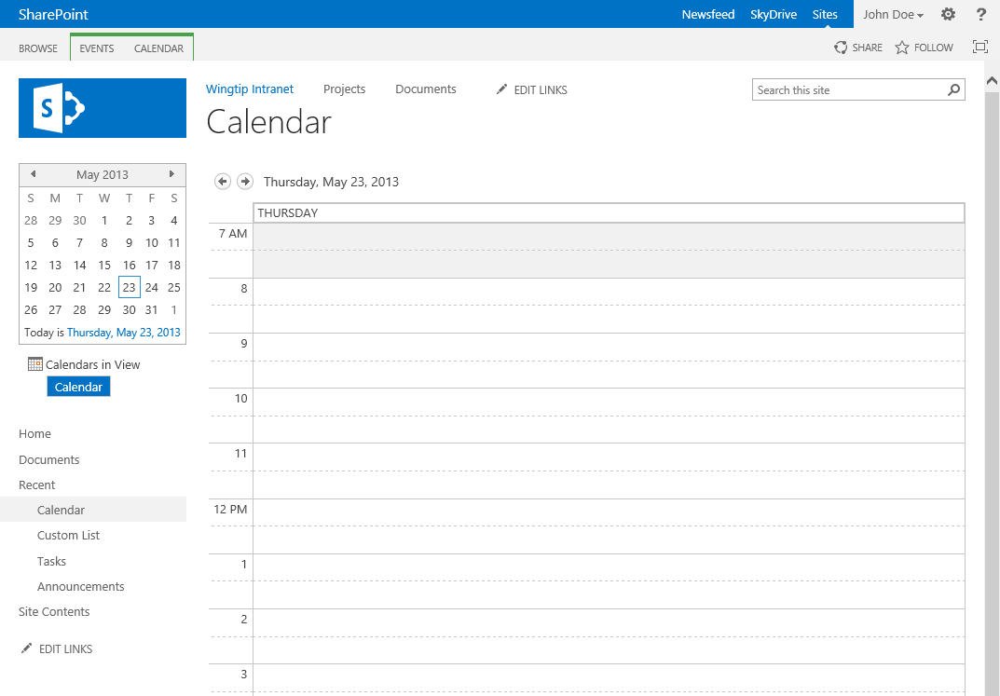 SharePoint Newsfeed SkyDrive Sites John Doe ?
BROWSE EVENTS CALENDAR SHARE FOLLOW
S
Wingtip Intranet Projects Documents EDIT LINKS Search this site
Calendar
May 2013
S M T W T F S
28 29 30 1 2 3 4
5 6 7 8 9 10 11
12 13 14 15 16 17 18
19 20 21 22 23 24 25
26 27 28 29 30 31 1
Today is Thursday, May 23, 2013
Calendars in View
Calendar
Home
Documents
Recent
Calendar
Custom List
Tasks
Announcements
Site Contents
EDIT LINKS
Thursday, May 23, 2013
THURSDAY
7 AM
8
9
10
11
12 PM
1
2
3